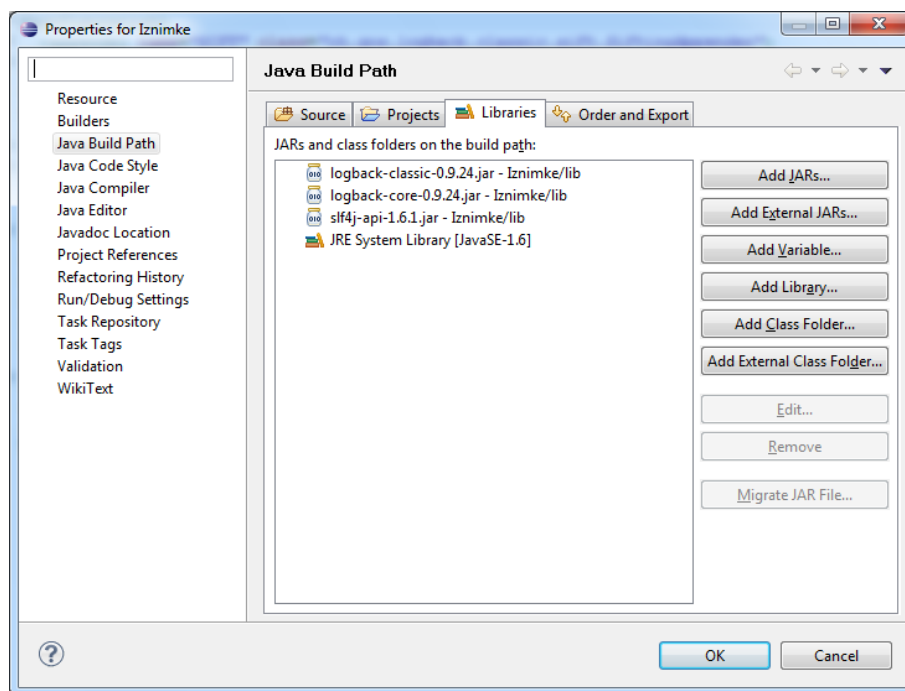 Properties for Iznimke
Resource
Builders
Java Build Path
Java Code Style
Java Compiler
Java Editor
Javadoc Location
Project References
Refactoring History
Run/Debug Settings
Task Repository
Task Tags
Validation
WikiText
Java Build Path
Source
Projects
Libraries
Order and Export
JARs and class folders on the build path:
logback-classic-0.9.24.jar - Iznimke/lib
logback-core-0.9.24.jar - Iznimke/lib
slf4j-api-1.6.1.jar - Iznimke/lib
JRE System Library [JavaSE-1.6]
Add JARs...
Add External JARs...
Add Variable...
Add Library...
Add Class Folder...
Add External Class Folder...
Edit...
Remove
Migrate JAR File...
OK
Cancel